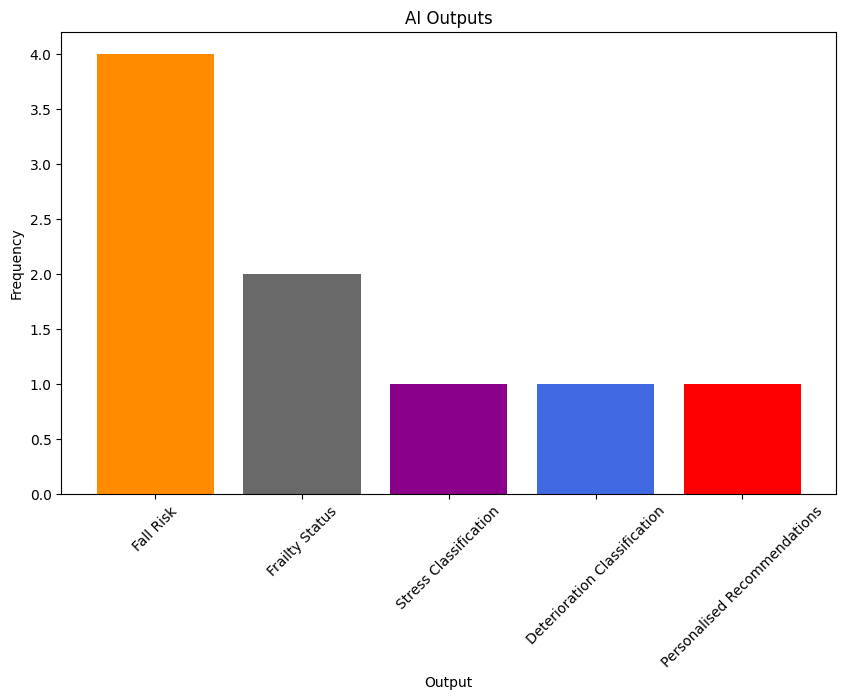 AI Outputs
Frequency
4.0
3.5
3.0
2.5
2.0
1.5
1.0
0.5
0.0
Fall Risk
Frailty Status
Stress Classification
Deterioration Classification
Personalised Recommendations
Output